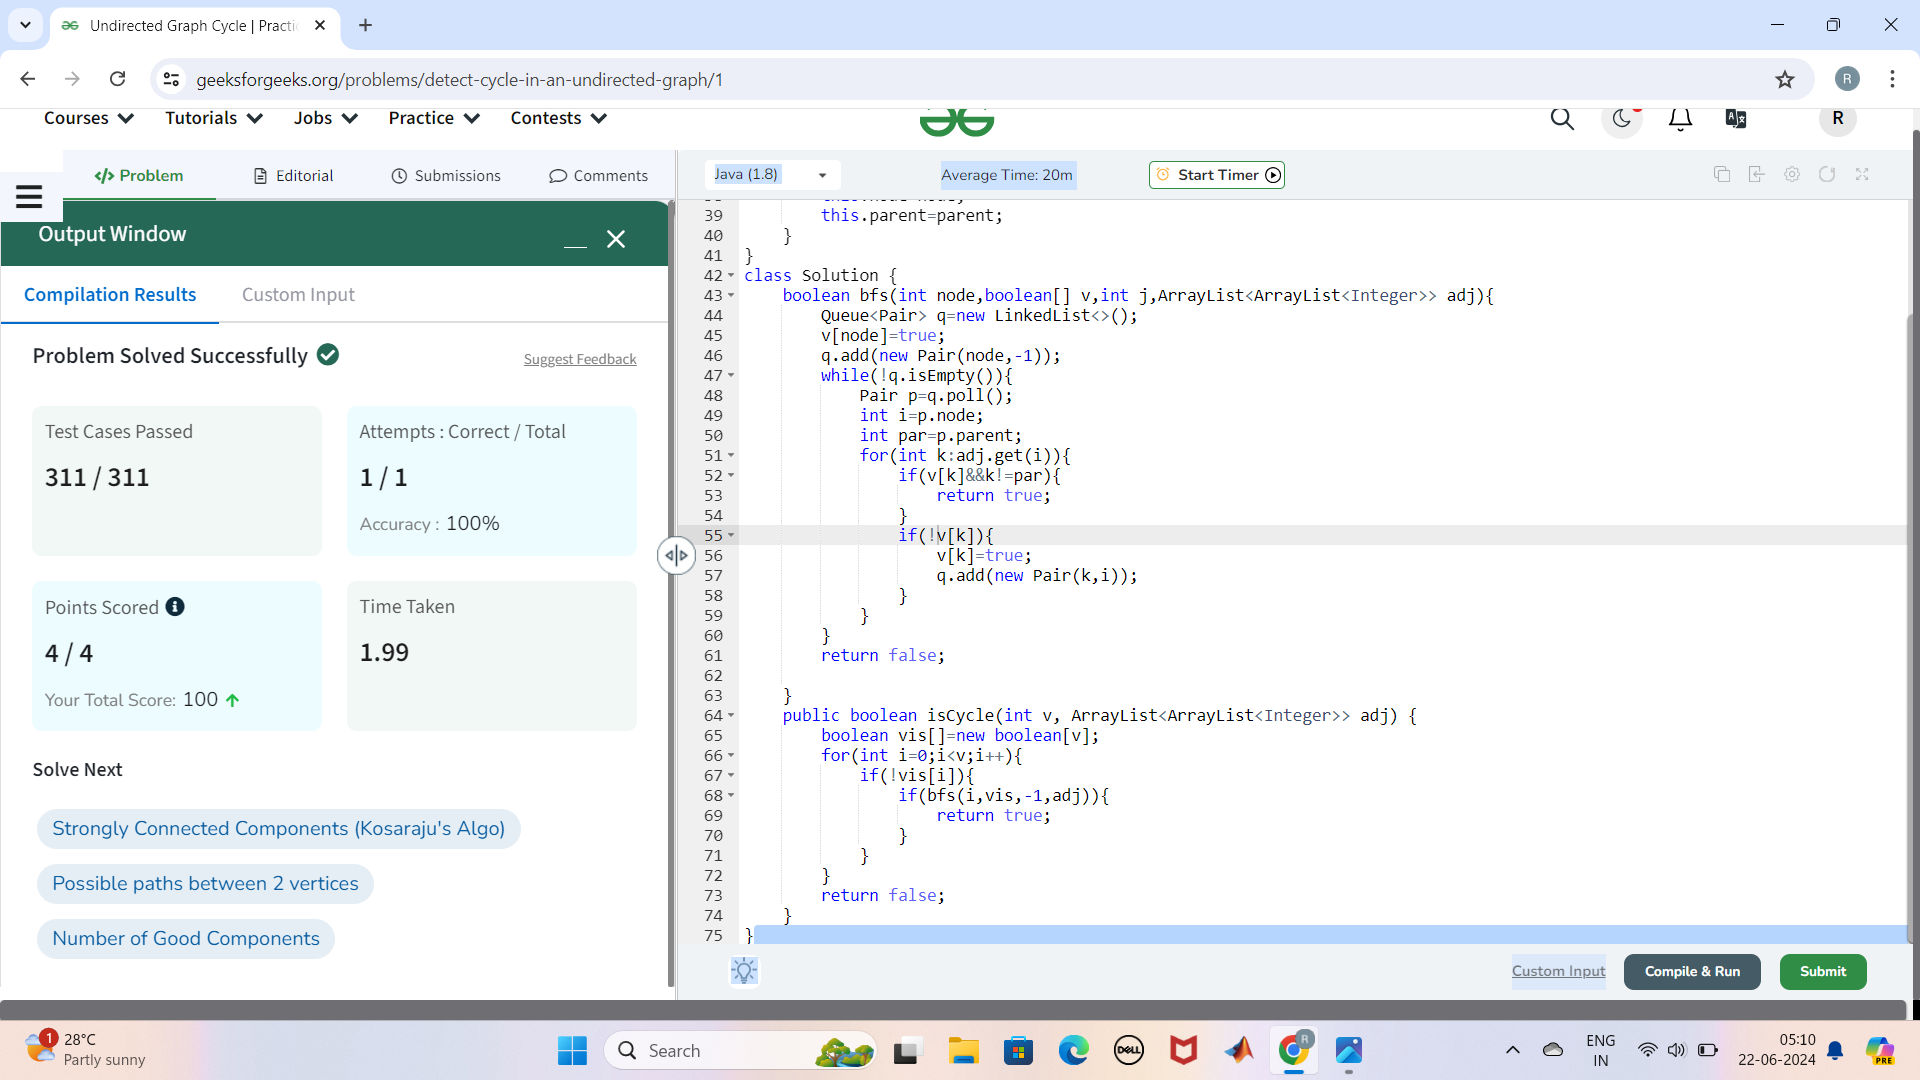 Undirected Graph Cycle | Practi
geeksforgeeks.org/problems/detect-cycle-in-an-undirected-graph/1
R
Courses Tutorials Jobs Practice Contests
R
Problem Editorial Submissions Comments
Java (1.8) Average Time: 20m Start Timer
Output Window
Compilation Results Custom Input
Problem Solved Successfully Suggest Feedback
Test Cases Passed
311 / 311
Attempts : Correct / Total
1 / 1
Accuracy : 100%
Points Scored
4 / 4
Your Total Score: 100
Time Taken
1.99
Solve Next
Strongly Connected Components (Kosaraju's Algo)
Possible paths between 2 vertices
Number of Good Components
39 this.parent=parent;
40 }
41 }
42 class Solution {
43 boolean bfs(int node,boolean[] v,int j,ArrayList<ArrayList<Integer>> adj){
44 Queue<Pair> q=new LinkedList<>();
45 v[node]=true;
46 q.add(new Pair(node,-1));
47 while(!q.isEmpty()){
48 Pair p=q.poll();
49 int i=p.node;
50 int par=p.parent;
51 for(int k:adj.get(i)){
52 if(v[k]&&k!=par){
53 return true;
54 }
55 if(!v[k]){
56 v[k]=true;
57 q.add(new Pair(k,i));
58 }
59 }
60 }
61 return false;
62
63 }
64 public boolean isCycle(int v, ArrayList<ArrayList<Integer>> adj) {
65 boolean vis[]=new boolean[v];
66 for(int i=0;i<v;i++){
67 if(!vis[i]){
68 if(bfs(i,vis,-1,adj)){
69 return true;
70 }
71 }
72 }
73 return false;
74 }
75 }
Custom Input Compile & Run Submit
1
28°C
Partly sunny
Search
DELL
R
ENG
IN
05:10
22-06-2024
PRE